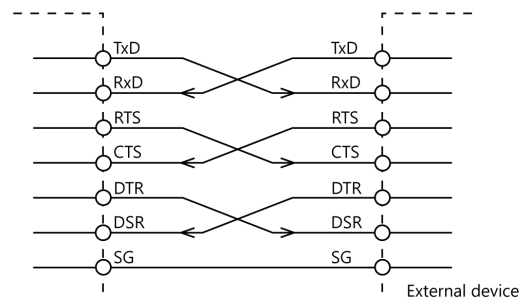 TxD TxD
RxD RxD
RTS RTS
CTS CTS
DTR DTR
DSR DSR
SG SG
External device